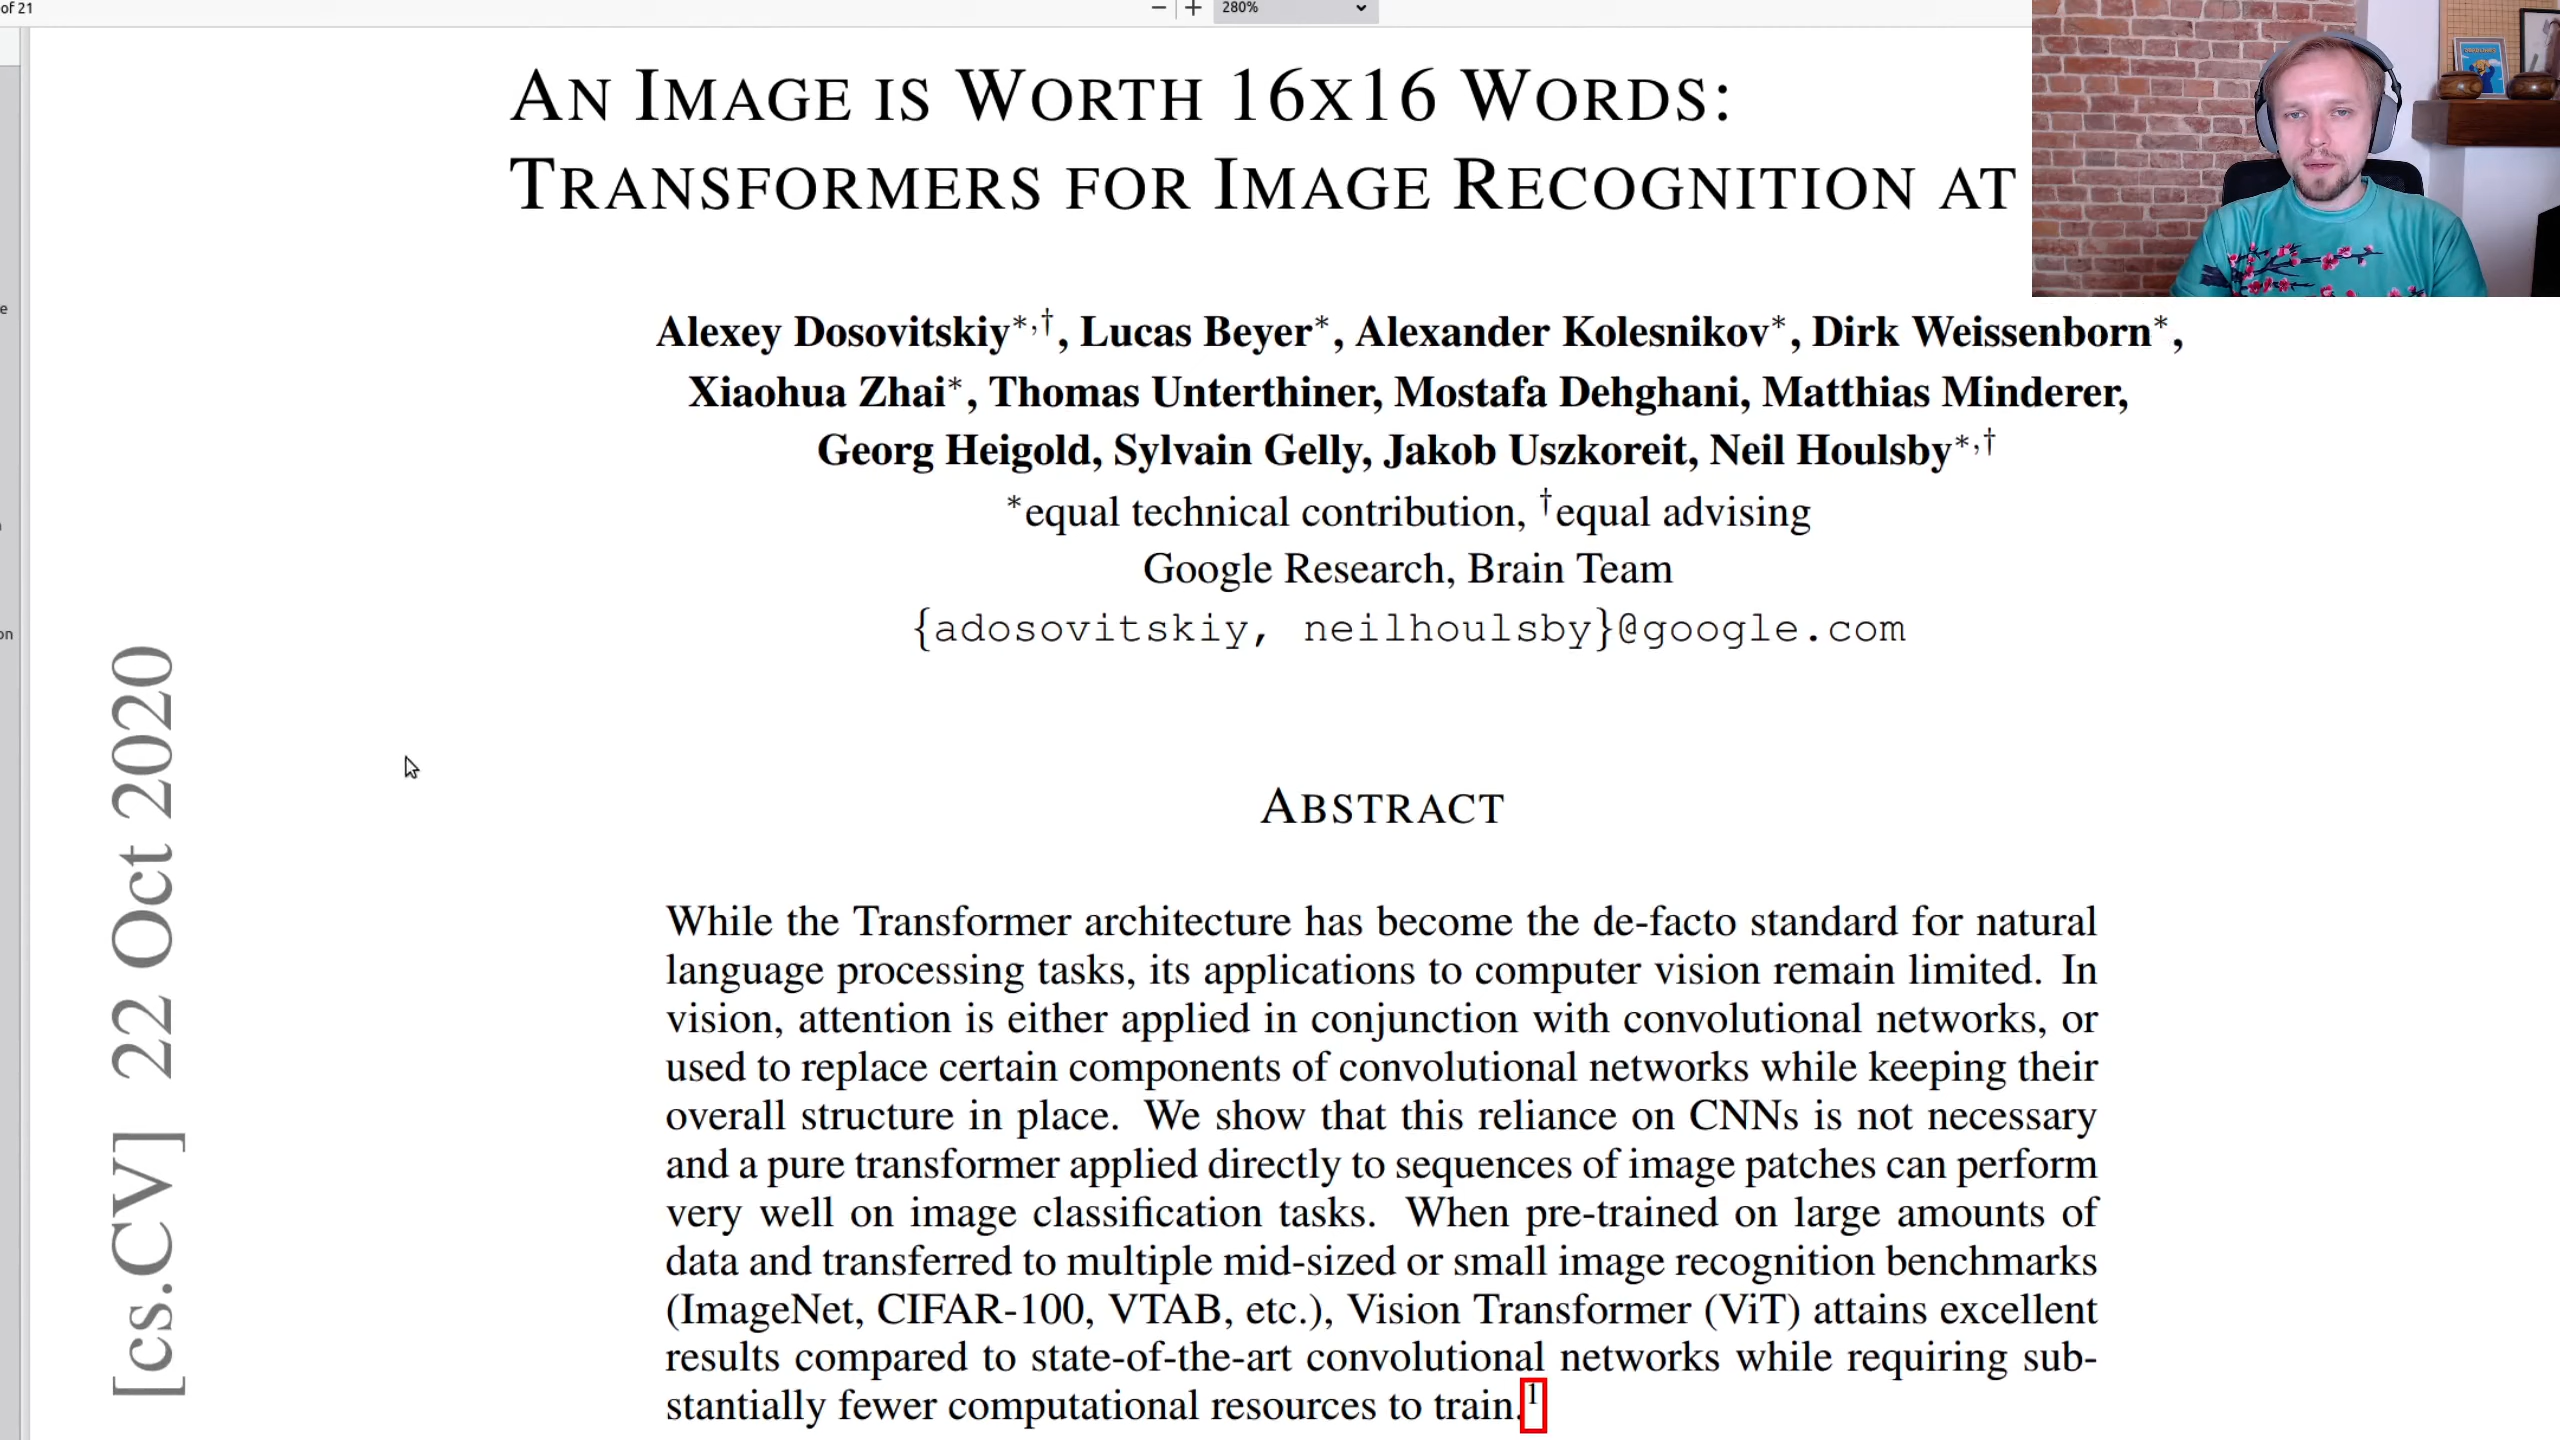 of 21
− + 280%
AN IMAGE IS WORTH 16X16 WORDS:
TRANSFORMERS FOR IMAGE RECOGNITION AT
Alexey Dosovitskiy*,†, Lucas Beyer*, Alexander Kolesnikov*, Dirk Weissenborn*,
Xiaohua Zhai*, Thomas Unterthiner, Mostafa Dehghani, Matthias Minderer,
Georg Heigold, Sylvain Gelly, Jakob Uszkoreit, Neil Houlsby*,†
*equal technical contribution, †equal advising
Google Research, Brain Team
{adosovitskiy, neilhoulsby}@google.com
[cs.CV] 22 Oct 2020
ABSTRACT
While the Transformer architecture has become the de-facto standard for natural
language processing tasks, its applications to computer vision remain limited. In
vision, attention is either applied in conjunction with convolutional networks, or
used to replace certain components of convolutional networks while keeping their
overall structure in place. We show that this reliance on CNNs is not necessary
and a pure transformer applied directly to sequences of image patches can perform
very well on image classification tasks. When pre-trained on large amounts of
data and transferred to multiple mid-sized or small image recognition benchmarks
(ImageNet, CIFAR-100, VTAB, etc.), Vision Transformer (ViT) attains excellent
results compared to state-of-the-art convolutional networks while requiring sub-
stantially fewer computational resources to train.1